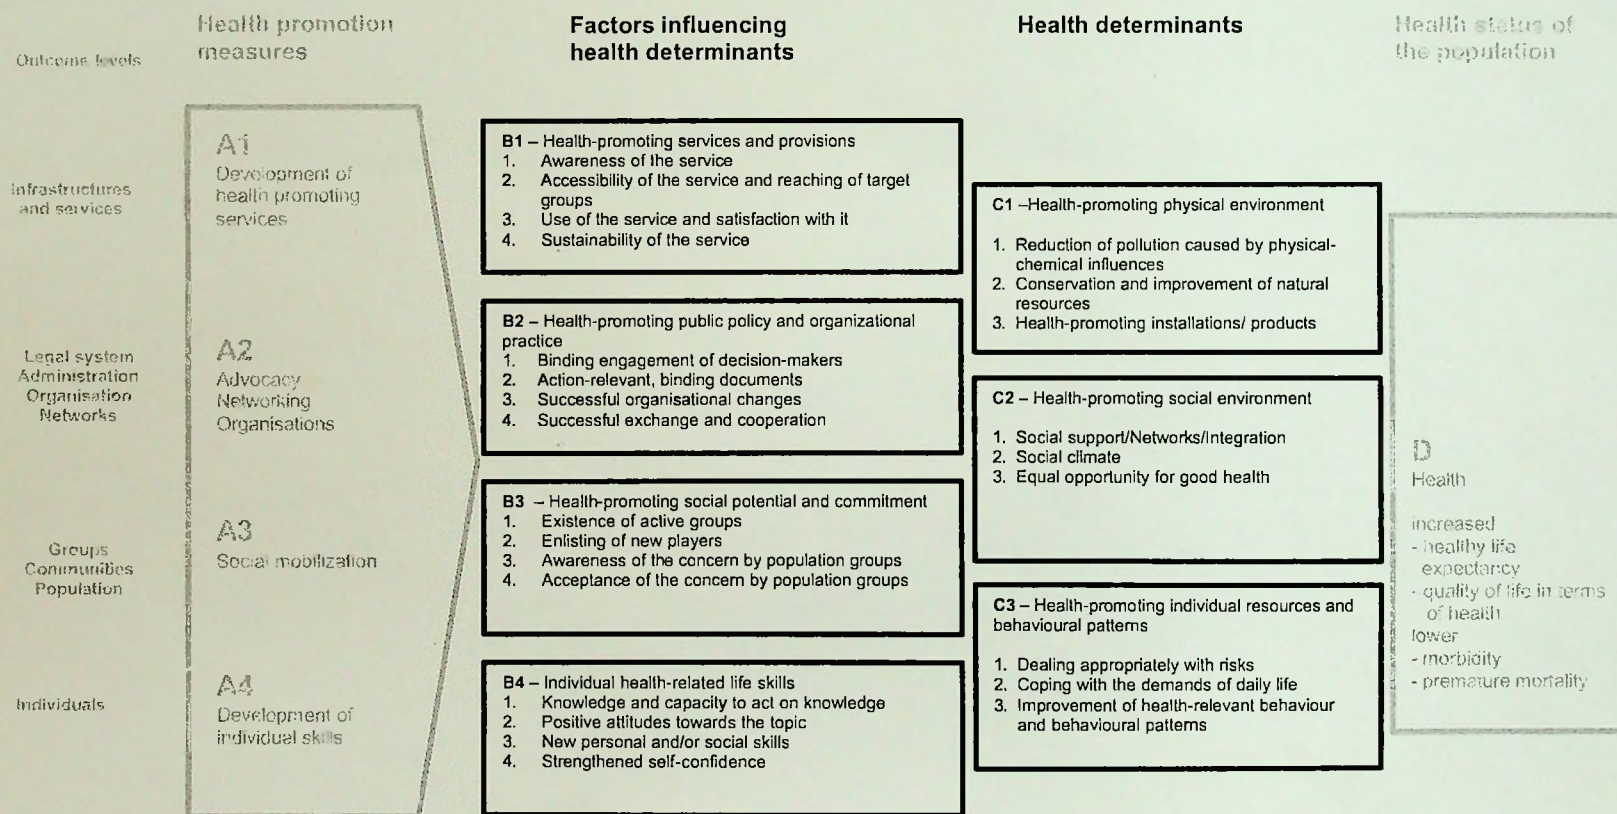 Outcome levels
Health promotion
measures
Factors influencing
health determinants
Health determinants
Health status of
the population
Infrastructures
and services
A1
Development of
health promoting
services
B1 – Health-promoting services and provisions
1. Awareness of the service
2. Accessibility of the service and reaching of target
groups
3. Use of the service and satisfaction with it
4. Sustainability of the service
Legal system
Administration
Organisation
Networks
A2
Advocacy
Networking
Organisations
B2 – Health-promoting public policy and organizational
practice
1. Binding engagement of decision-makers
2. Action-relevant, binding documents
3. Successful organisational changes
4. Successful exchange and cooperation
Groups
Communities
Population
A3
Social mobilization
B3 – Health-promoting social potential and commitment
1. Existence of active groups
2. Enlisting of new players
3. Awareness of the concern by population groups
4. Acceptance of the concern by population groups
Individuals
A4
Development of
individual skills
B4 – Individual health-related life skills
1. Knowledge and capacity to act on knowledge
2. Positive attitudes towards the topic
3. New personal and/or social skills
4. Strengthened self-confidence
C1 –Health-promoting physical environment
1. Reduction of pollution caused by physical-
chemical influences
2. Conservation and improvement of natural
resources
3. Health-promoting installations/ products
C2 – Health-promoting social environment
1. Social support/Networks/Integration
2. Social climate
3. Equal opportunity for good health
C3 – Health-promoting individual resources and
behavioural patterns
1. Dealing appropriately with risks
2. Coping with the demands of daily life
3. Improvement of health-relevant behaviour
and behavioural patterns
D
Health
increased
- healthy life
expectancy
- quality of life in terms
of health
lower
- morbidity
- premature mortality